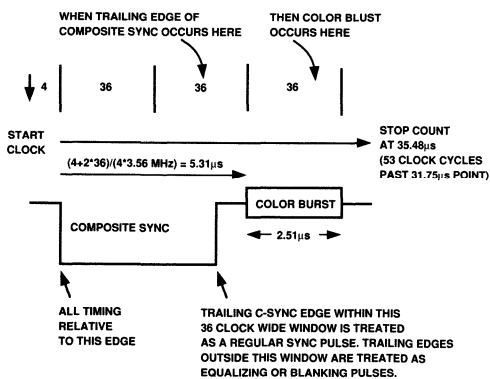 WHEN TRAILING EDGE OF
COMPOSITE SYNC OCCURS HERE
THEN COLOR BLUST
OCCURS HERE
4
36
36
36
START
CLOCK
STOP COUNT
AT 35.48µs
(53 CLOCK CYCLES
PAST 31.75µs POINT)
(4+2*36)/(4*3.56 MHz) = 5.31µs
COLOR BURST
COMPOSITE SYNC
2.51µs
ALL TIMING
RELATIVE
TO THIS EDGE
TRAILING C-SYNC EDGE WITHIN THIS
36 CLOCK WIDE WINDOW IS TREATED
AS A REGULAR SYNC PULSE. TRAILING EDGES
OUTSIDE THIS WINDOW ARE TREATED AS
EQUALIZING OR BLANKING PULSES.